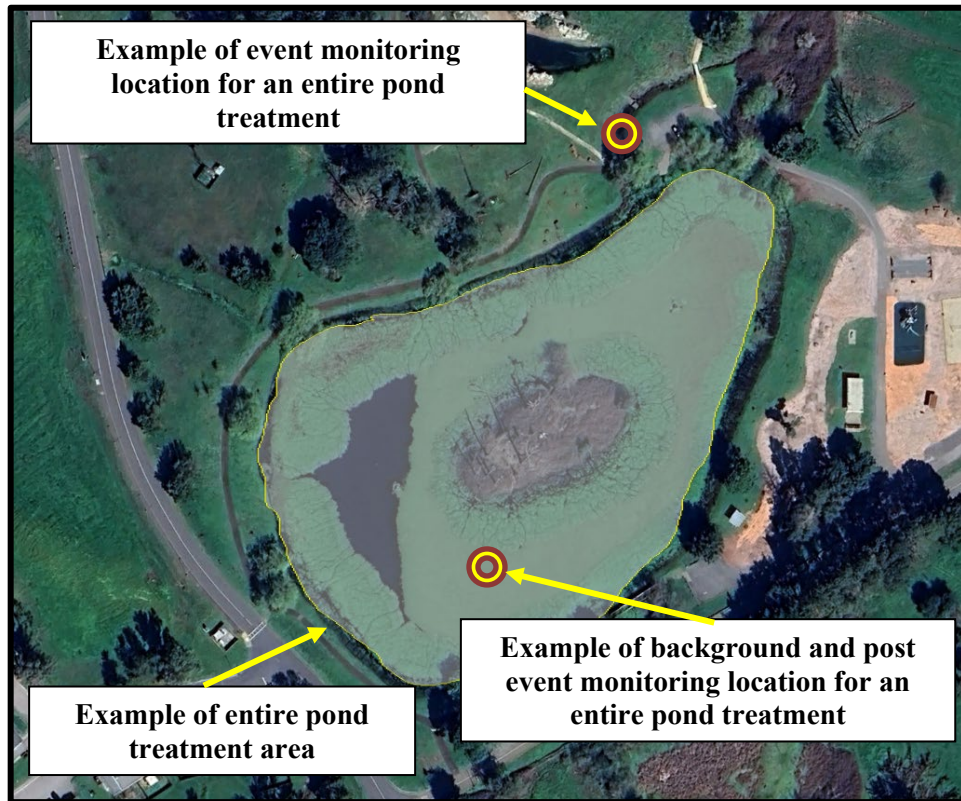 Example of event monitoring
location for an entire pond
treatment
Example of background and post
event monitoring location for an
entire pond treatment
Example of entire pond
treatment area